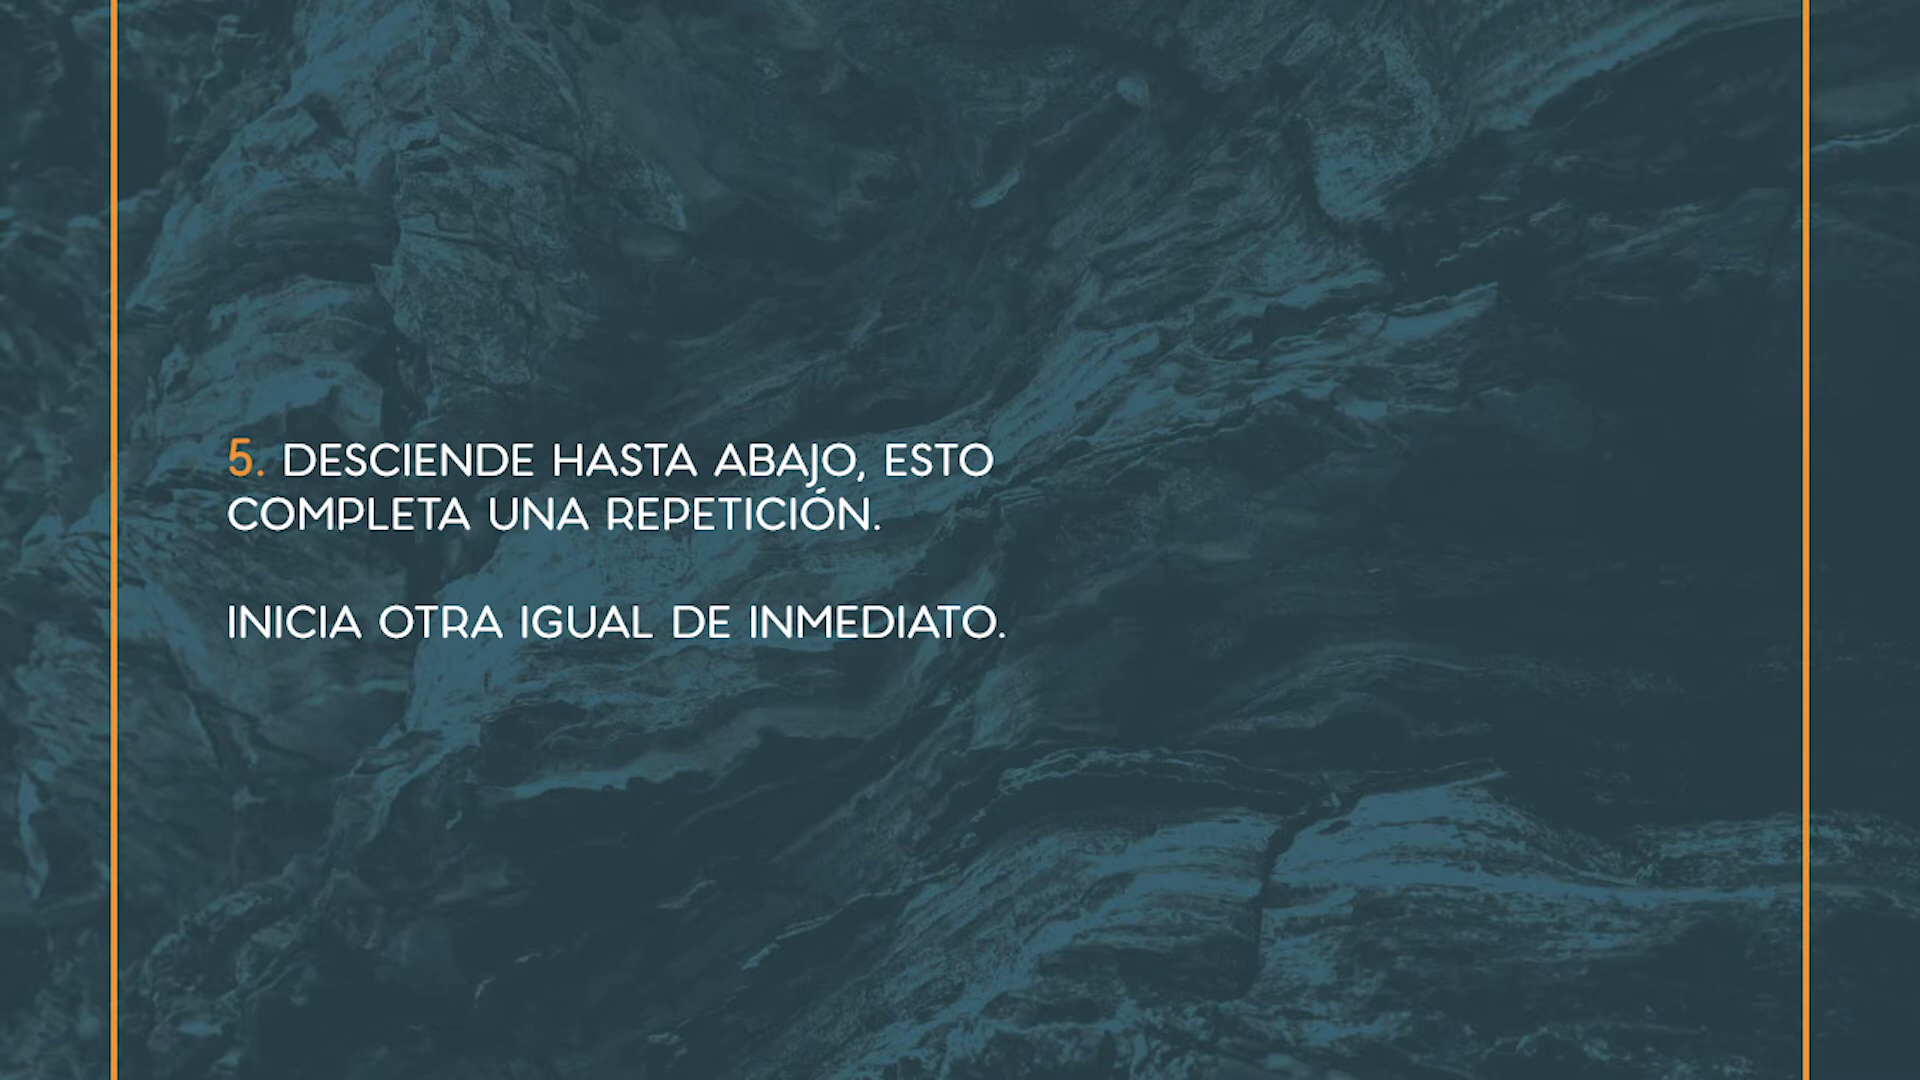 5. DESCIENDE HASTA ABAJO, ESTO
COMPLETA UNA REPETICIÓN.
INICIA OTRA IGUAL DE INMEDIATO.